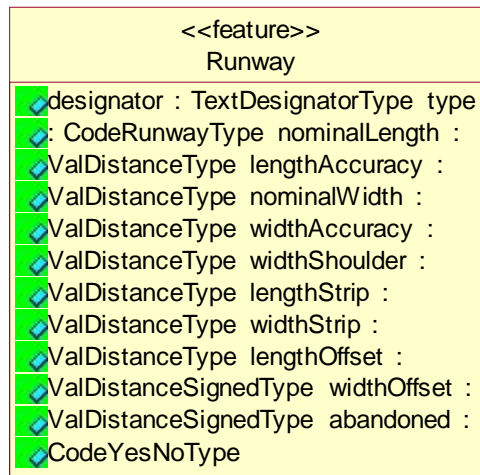 <<feature>>
Runway
designator : TextDesignatorType type
: CodeRunwayType nominalLength :
ValDistanceType lengthAccuracy :
ValDistanceType nominalWidth :
ValDistanceType widthAccuracy :
ValDistanceType widthShoulder :
ValDistanceType lengthStrip :
ValDistanceType widthStrip :
ValDistanceType lengthOffset :
ValDistanceSignedType widthOffset :
ValDistanceSignedType abandoned :
CodeYesNoType